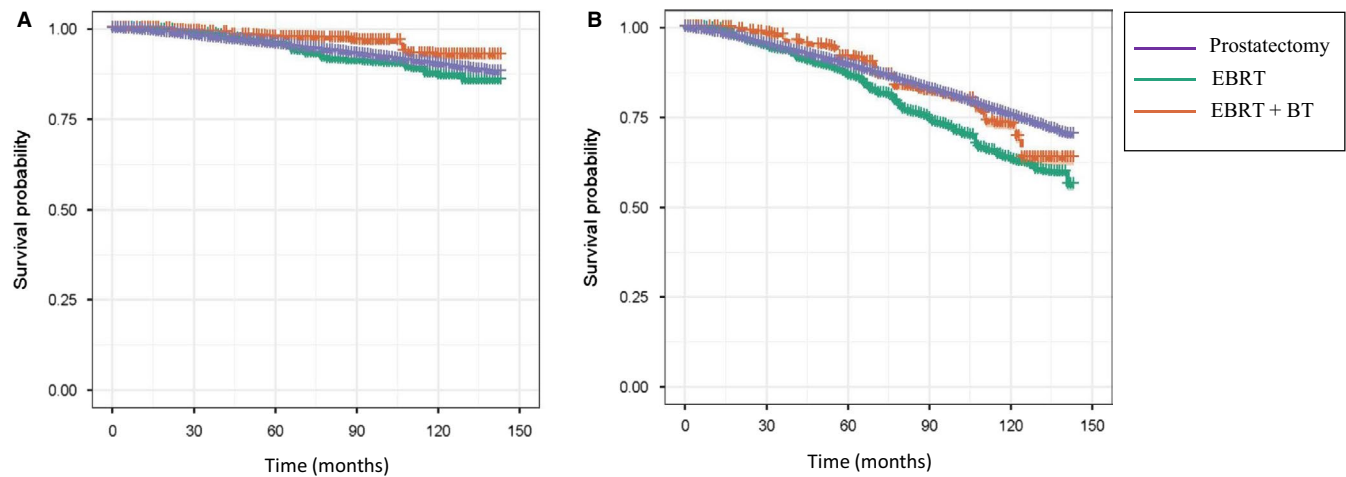 A
1.00
0.75
0.50
0.25
0.00
Survival probability
0 30 60 90 120 150
Time (months)
B
1.00
0.75
0.50
0.25
0.00
Survival probability
0 30 60 90 120 150
Time (months)
Prostatectomy
EBRT
EBRT + BT